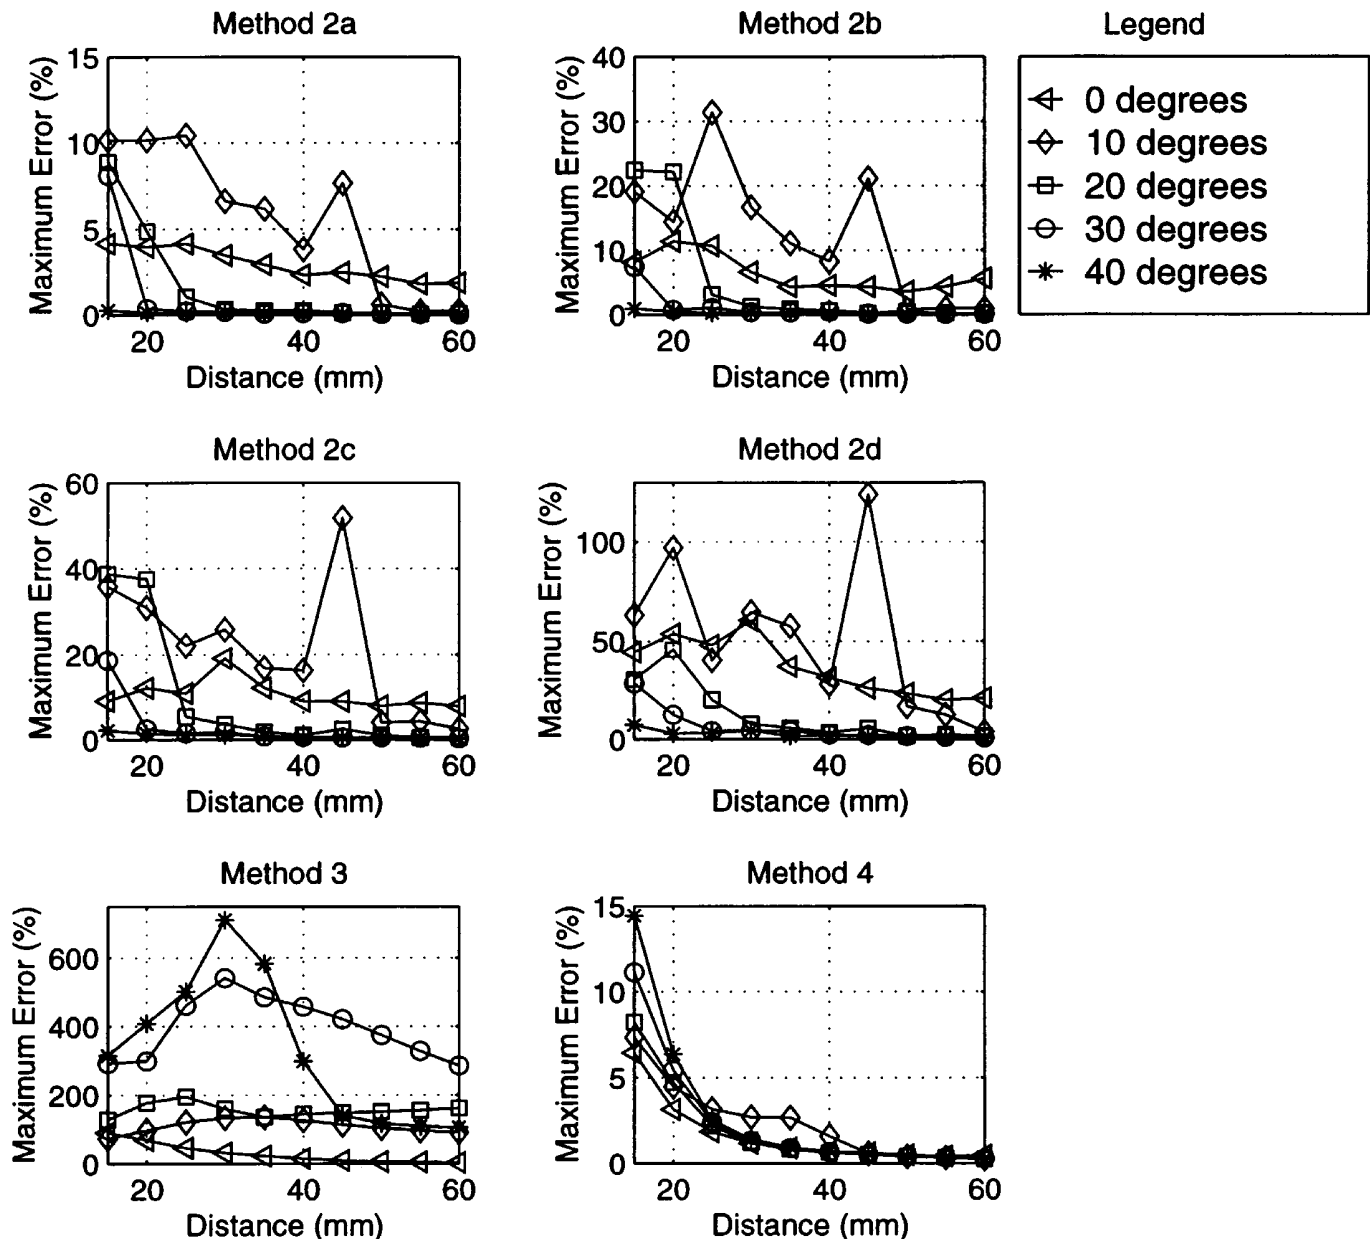 Method 2a
Maximum Error (%)
15
10
5
0
20
40
60
Distance (mm)
Method 2b
Maximum Error (%)
40
30
20
10
0
20
40
60
Distance (mm)
Legend
0 degrees
10 degrees
20 degrees
30 degrees
40 degrees
Method 2c
Maximum Error (%)
60
40
20
0
20
40
60
Distance (mm)
Method 2d
Maximum Error (%)
100
50
0
20
40
60
Distance (mm)
Method 3
Maximum Error (%)
600
400
200
0
20
40
60
Distance (mm)
Method 4
Maximum Error (%)
15
10
5
0
20
40
60
Distance (mm)